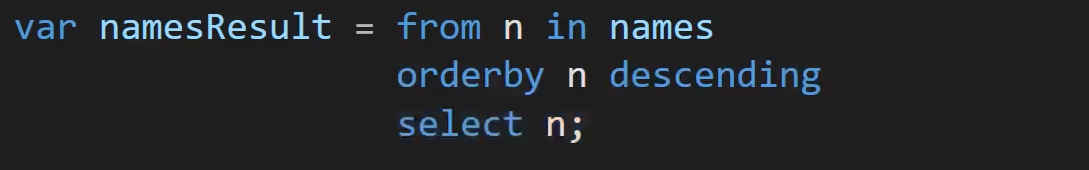 var namesResult = from n in names
orderby n descending
select n;